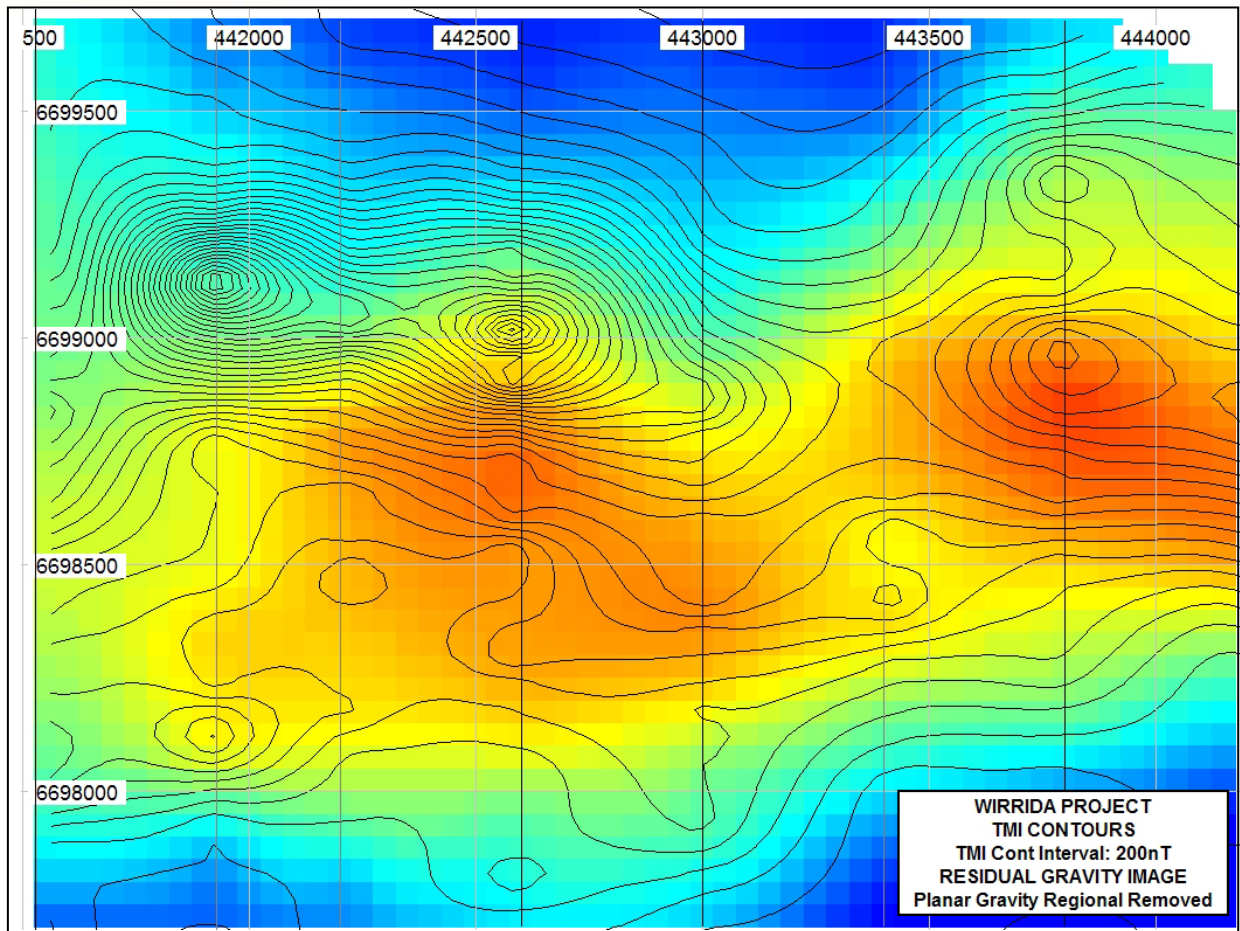 500 442000 442500 443000 443500 444000
6699500
6699000
6698500
6698000
WIRRIDA PROJECT
TMI CONTOURS
TMI Cont Interval: 200nT
RESIDUAL GRAVITY IMAGE
Planar Gravity Regional Removed